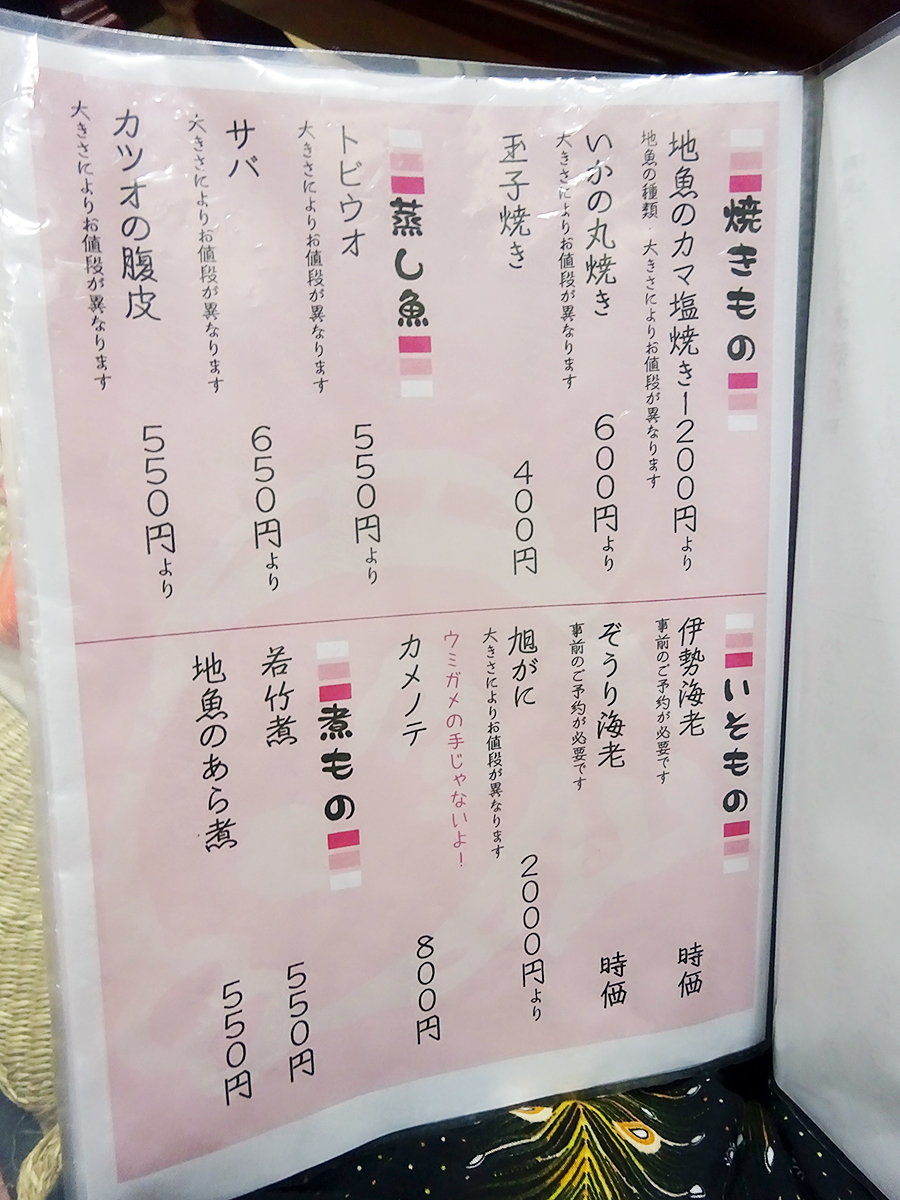 焼きもの
地魚のカマ塩焼き 1200円より
地魚の種類・大きさによりお値段が異なります
いかの丸焼き 600円より
大きさによりお値段が異なります
玉子焼き 400円
蒸し魚
トビウオ 550円より
大きさによりお値段が異なります
サバ 650円より
大きさによりお値段が異なります
カツオの腹皮 550円より
大きさによりお値段が異なります
いそもの
伊勢海老 時価
事前のご予約が必要です
ぞうり海老 時価
事前のご予約が必要です
旭がに 2000円より
大きさによりお値段が異なります
ウミガメの手じゃないよ!
カメノテ 800円
煮もの
若竹煮 550円
地魚のあら煮 550円